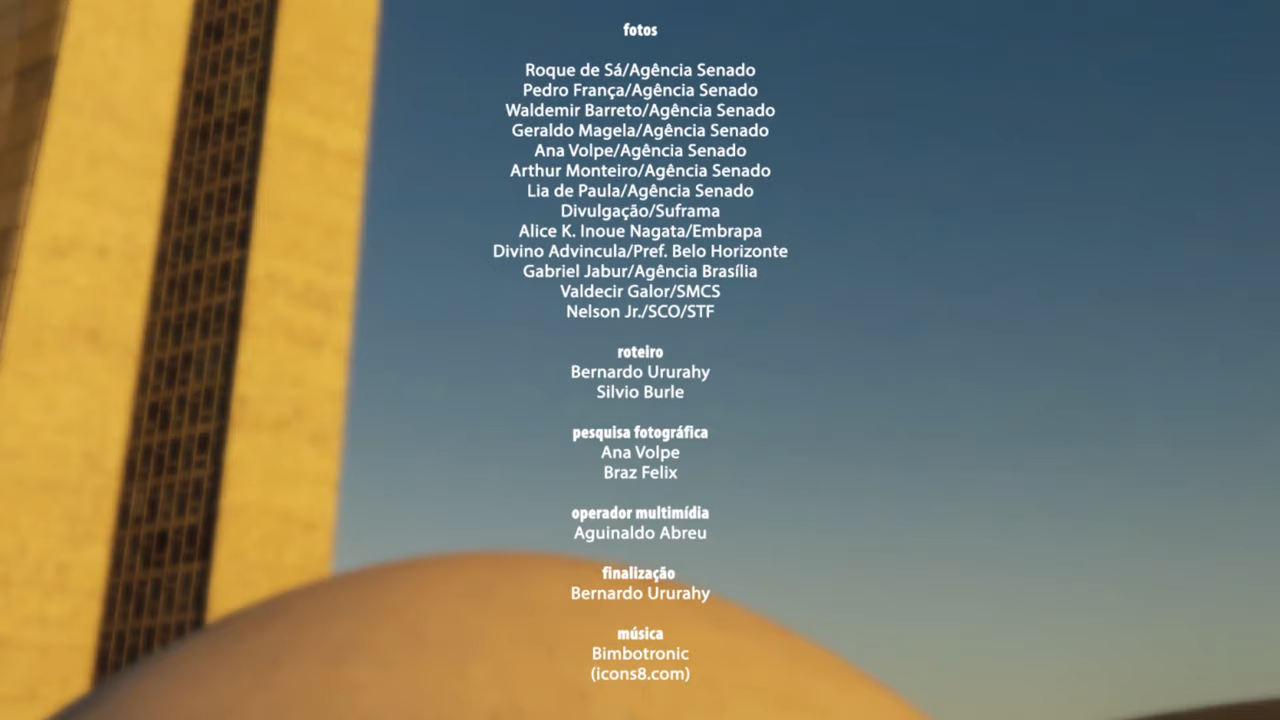 fotos
Roque de Sá/Agência Senado
Pedro França/Agência Senado
Waldemir Barreto/Agência Senado
Geraldo Magela/Agência Senado
Ana Volpe/Agência Senado
Arthur Monteiro/Agência Senado
Lia de Paula/Agência Senado
Divulgação/Suframa
Alice K. Inoue Nagata/Embrapa
Divino Advincula/Pref. Belo Horizonte
Gabriel Jabur/Agência Brasília
Valdecir Galor/SMCS
Nelson Jr./SCO/STF
roteiro
Bernardo Ururahy
Silvio Burle
pesquisa fotográfica
Ana Volpe
Braz Felix
operador multimídia
Aguinaldo Abreu
finalização
Bernardo Ururahy
música
Bimbotronic
(icons8.com)